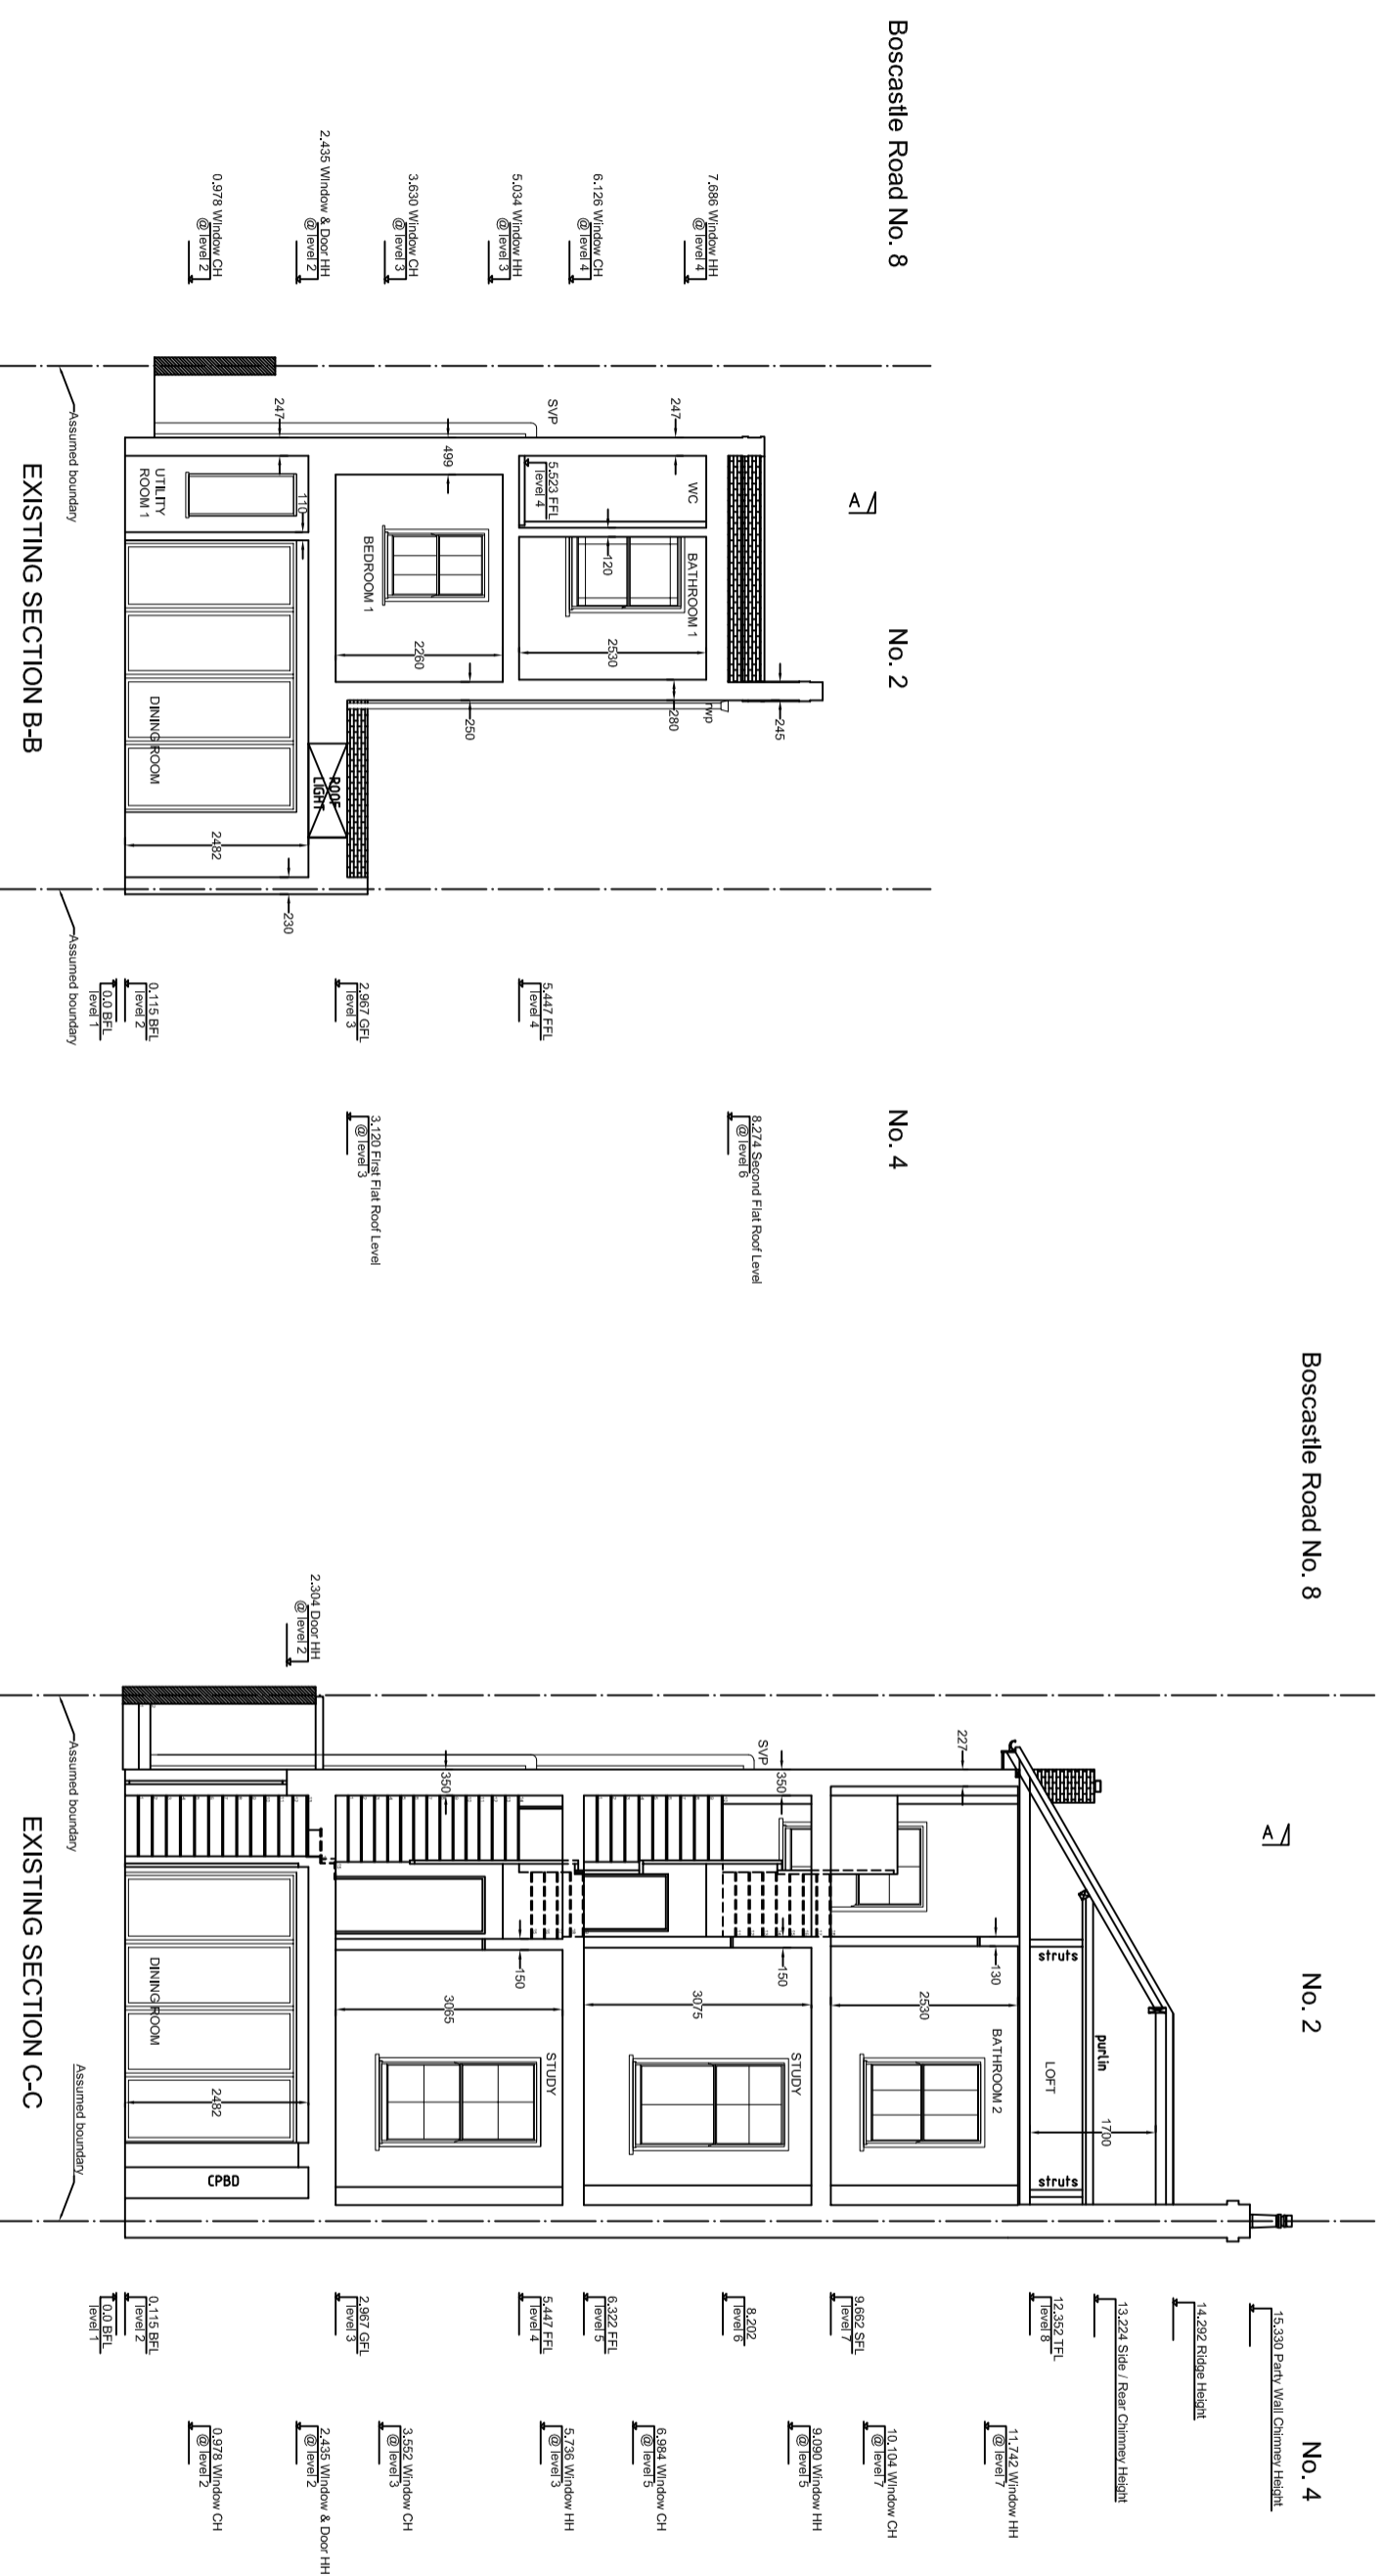 Boscastle Road No. 8
No. 2
No. 4
A
7.686 Window HH
@ level 4
6.126 Window CH
@ level 4
5.034 Window HH
@ level 3
3.630 Window CH
@ level 3
2.435 Window & Door HH
@ level 2
0.978 Window CH
@ level 2
247
SVP
247
499
WC
5.523 FFL
level 4
120
BATHROOM 1
2530
245
rwp
280
250
BEDROOM 1
2260
UTILITY
ROOM 1
110
ROOF
LIGHT
DINING ROOM
2482
230
8.274 Second Flat Roof Level
@ level 6
5.447 FFL
level 4
3.120 First Flat Roof Level
@ level 3
2.967 GFL
level 3
0.115 BFL
level 2
0.0 BFL
level 1
Assumed boundary
Assumed boundary
EXISTING SECTION B-B
Boscastle Road No. 8
No. 2
No. 4
A
2.304 Door HH
@ level 2
227
SVP
350
350
struts
purlin
LOFT
1700
struts
130
2530
BATHROOM 2
150
3075
STUDY
150
3065
STUDY
DINING ROOM
2482
CPBD
15.330 Party Wall Chimney Height
14.292 Ridge Height
13.224 Side / Rear Chimney Height
12.352 TFL
level 8
11.742 Window HH
@ level 7
10.104 Window CH
@ level 7
9.662 SFL
level 7
9.090 Window HH
@ level 5
8.202
level 6
6.984 Window CH
@ level 5
6.322 FFL
level 5
5.736 Window HH
@ level 3
5.447 FFL
level 4
3.552 Window CH
@ level 3
2.967 GFL
level 3
2.435 Window & Door HH
@ level 2
0.978 Window CH
@ level 2
0.115 BFL
level 2
0.0 BFL
level 1
Assumed boundary
Assumed boundary
EXISTING SECTION C-C